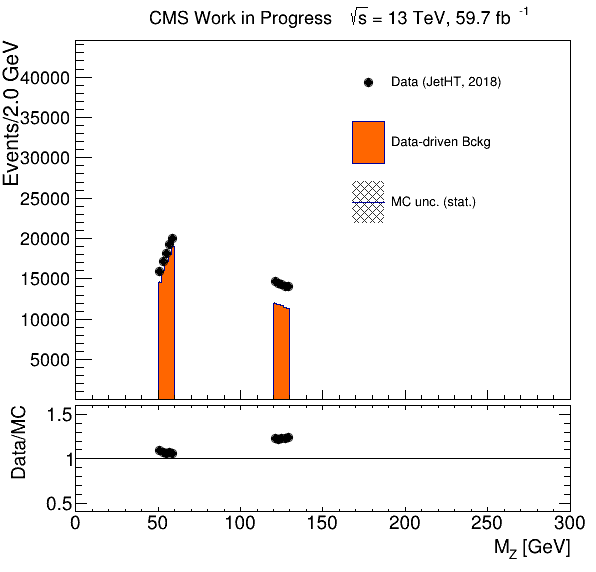 CMS Work in Progress √s = 13 TeV, 59.7 fb⁻¹
Events/2.0 GeV
40000
35000
30000
25000
20000
15000
10000
5000
Data (JetHT, 2018)
Data-driven Bckg
MC unc. (stat.)
Data/MC
1.5
1
0.5
0 50 100 150 200 250 300
M_Z [GeV]